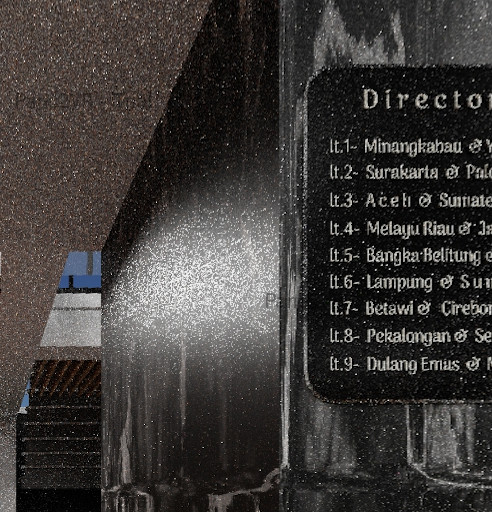 Director
lt.1- Minangkabau & 
lt.2- Surakarta & Pal
lt.3- Aceh & Sumate
lt.4- Melayu Riau & Ja
lt.5- Bangka Belitung &
lt.6- Lampung & Sum
lt.7- Betawi & Cirebon
lt.8- Pekalongan & Se
lt.9- Dulang Emas &